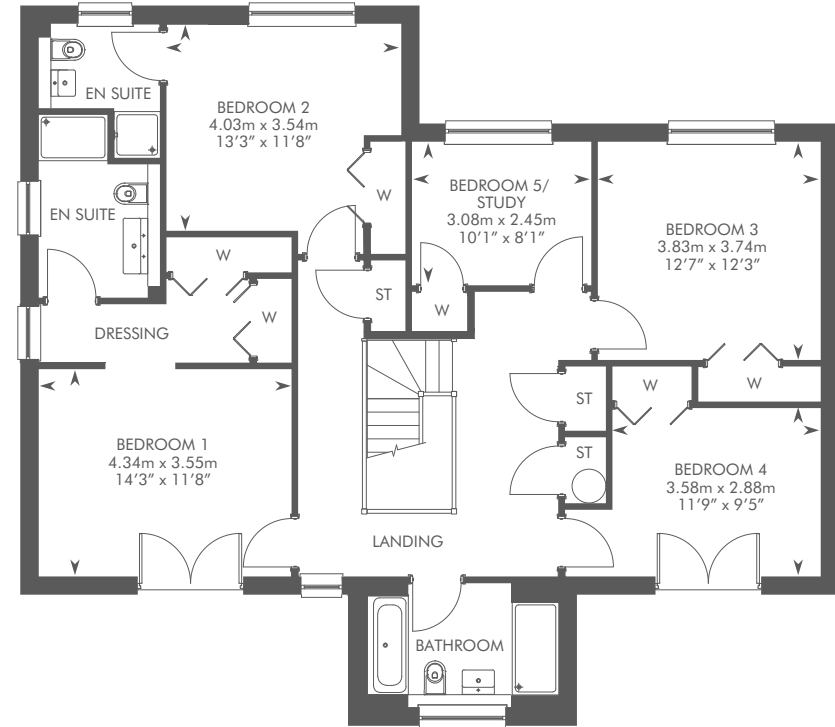 EN SUITE
BEDROOM 2
4.03m x 3.54m
13'3" x 11'8"
W
BEDROOM 5/
STUDY
3.08m x 2.45m
10'1" x 8'1"
BEDROOM 3
3.83m x 3.74m
12'7" x 12'3"
EN SUITE
W
ST
W
W
DRESSING
W
W
ST
BEDROOM 1
4.34m x 3.55m
14'3" x 11'8"
ST
BEDROOM 4
3.58m x 2.88m
11'9" x 9'5"
LANDING
BATHROOM